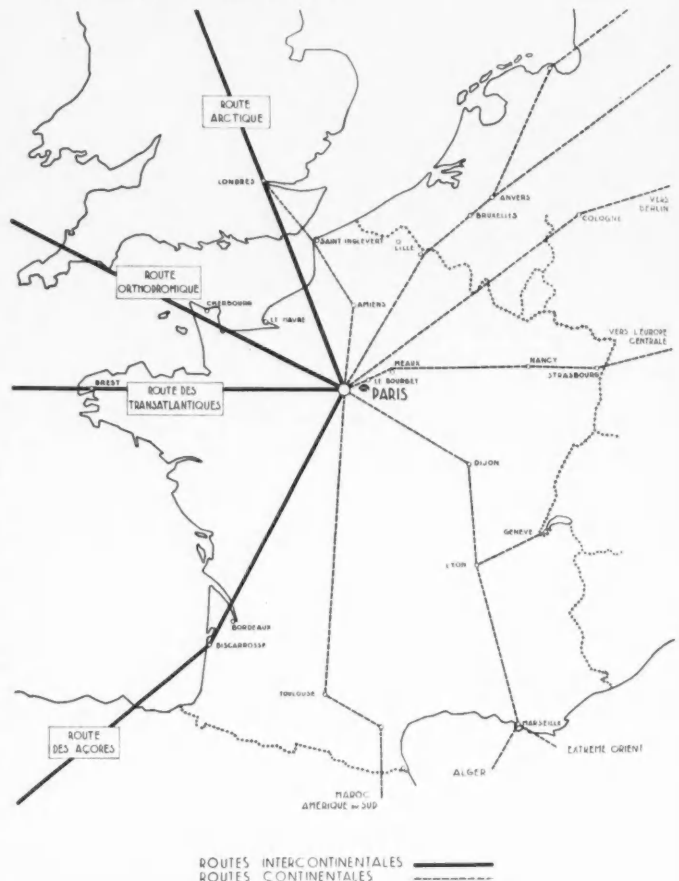 ROUTE
ARCTIQUE
LONDRES
ANVERS
BRUXELLES
VERS
BERLIN
COLOGNE
SAINT INGLEVERT
LILLE
ROUTE
ORTHODROMIQUE
CHERBOURG
LE HAVRE
AMIENS
VERS L'EUROPE
CENTRALE
MEAUX
NANCY
STRASBOURG
LE BOURGET
PARIS
BREST
ROUTE DES
TRANSATLANTIQUES
DIJON
GENÈVE
LYON
BORDEAUX
BISCARROSSE
TOULOUSE
MARSEILLE
ROUTE
DES AÇORES
EXTREME ORIENT
ALGER
MAROC
AMÉRIQUE DU SUD
ROUTES INTERCONTINENTALES
ROUTES CONTINENTALES